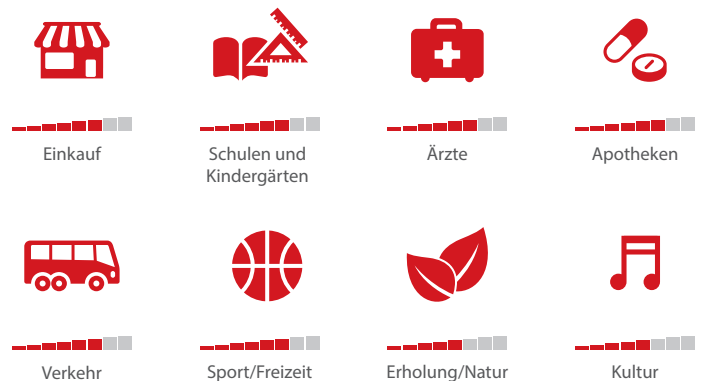 Einkauf
Schulen und
Kindergärten
Ärzte
Apotheken
Verkehr
Sport/Freizeit
Erholung/Natur
Kultur